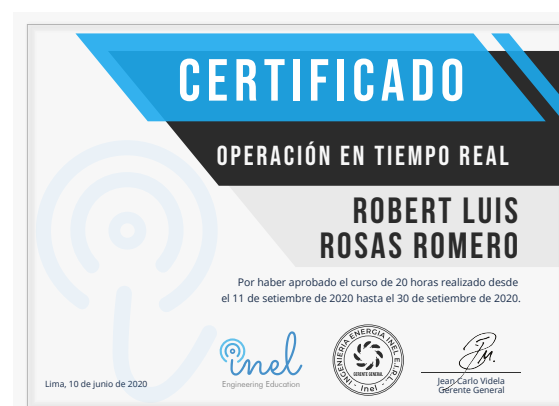 CERTIFICADO
OPERACIÓN EN TIEMPO REAL
ROBERT LUIS
ROSAS ROMERO
Por haber aprobado el curso de 20 horas realizado desde
el 11 de setiembre de 2020 hasta el 30 de setiembre de 2020.
inel
Engineering Education
INGENIERIA ENERGIA INEL E.I.R.L.
GERENTE GENERAL
Inel
Jean Carlo Videla
Gerente General
Lima, 10 de junio de 2020